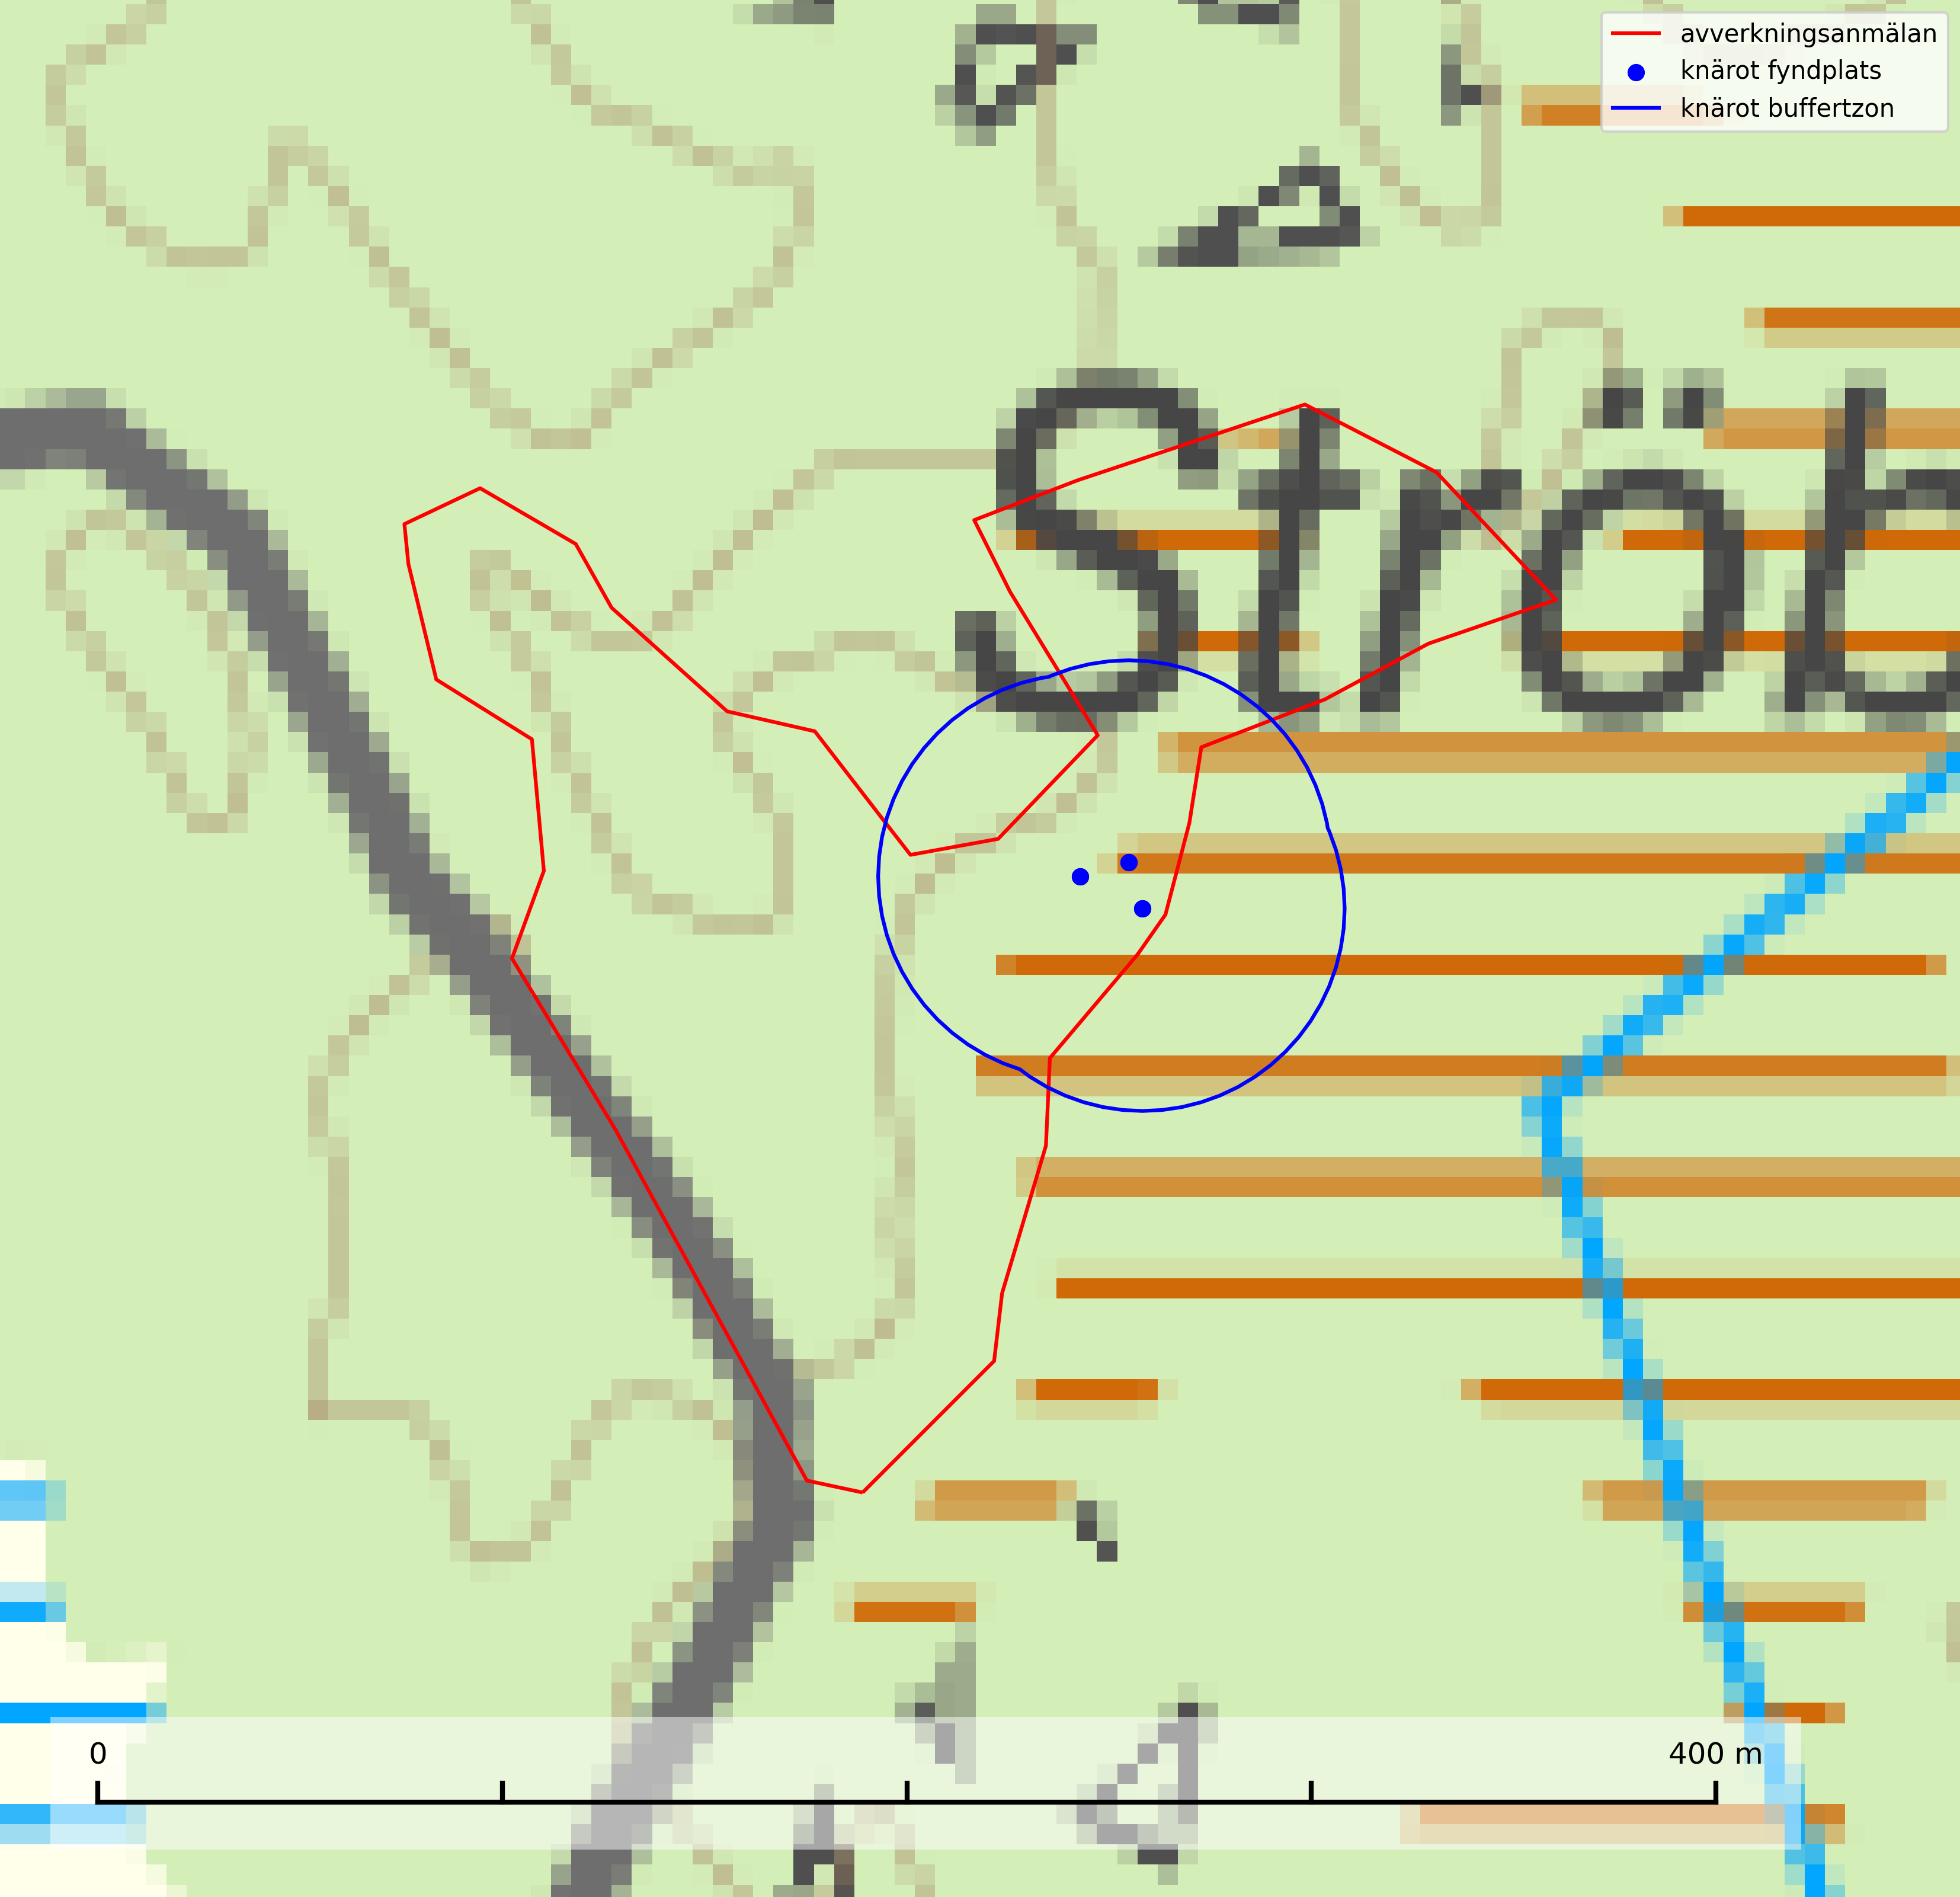 avverkningsanmälan
knärot fyndplats
knärot buffertzon
0 400 m